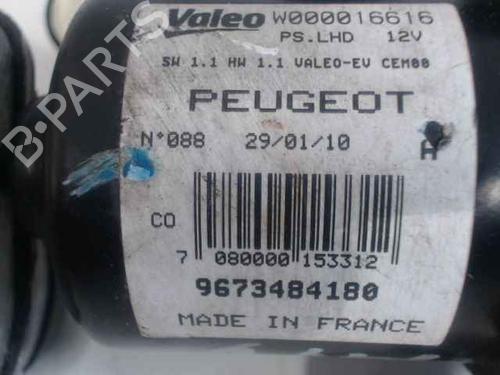 Valeo W000016616
PS.LHD 12V
SW 1.1 HW 1.1 VALEO-EV CEM00
PEUGEOT
N°088 29/01/10 A
CO
7 080000 153312
9673484180
MADE IN FRANCE
B-PARTS